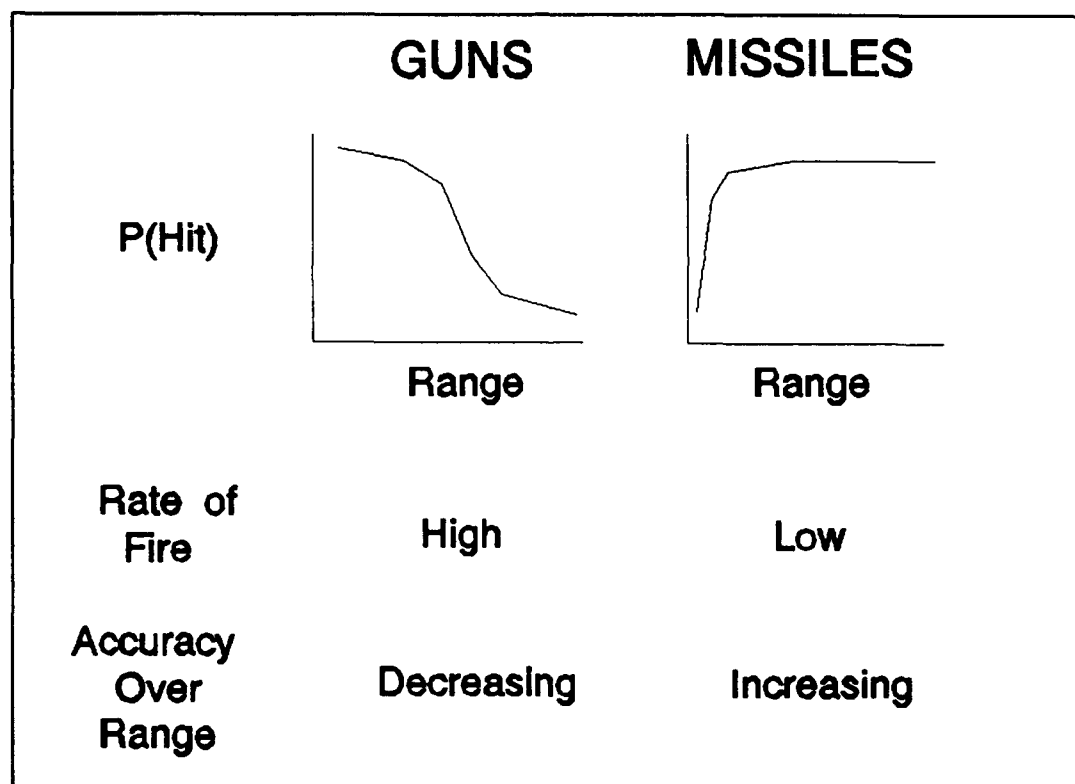 GUNS MISSILES
P(Hit)
Range Range
Rate of
Fire
High Low
Accuracy
Over
Range
Decreasing Increasing